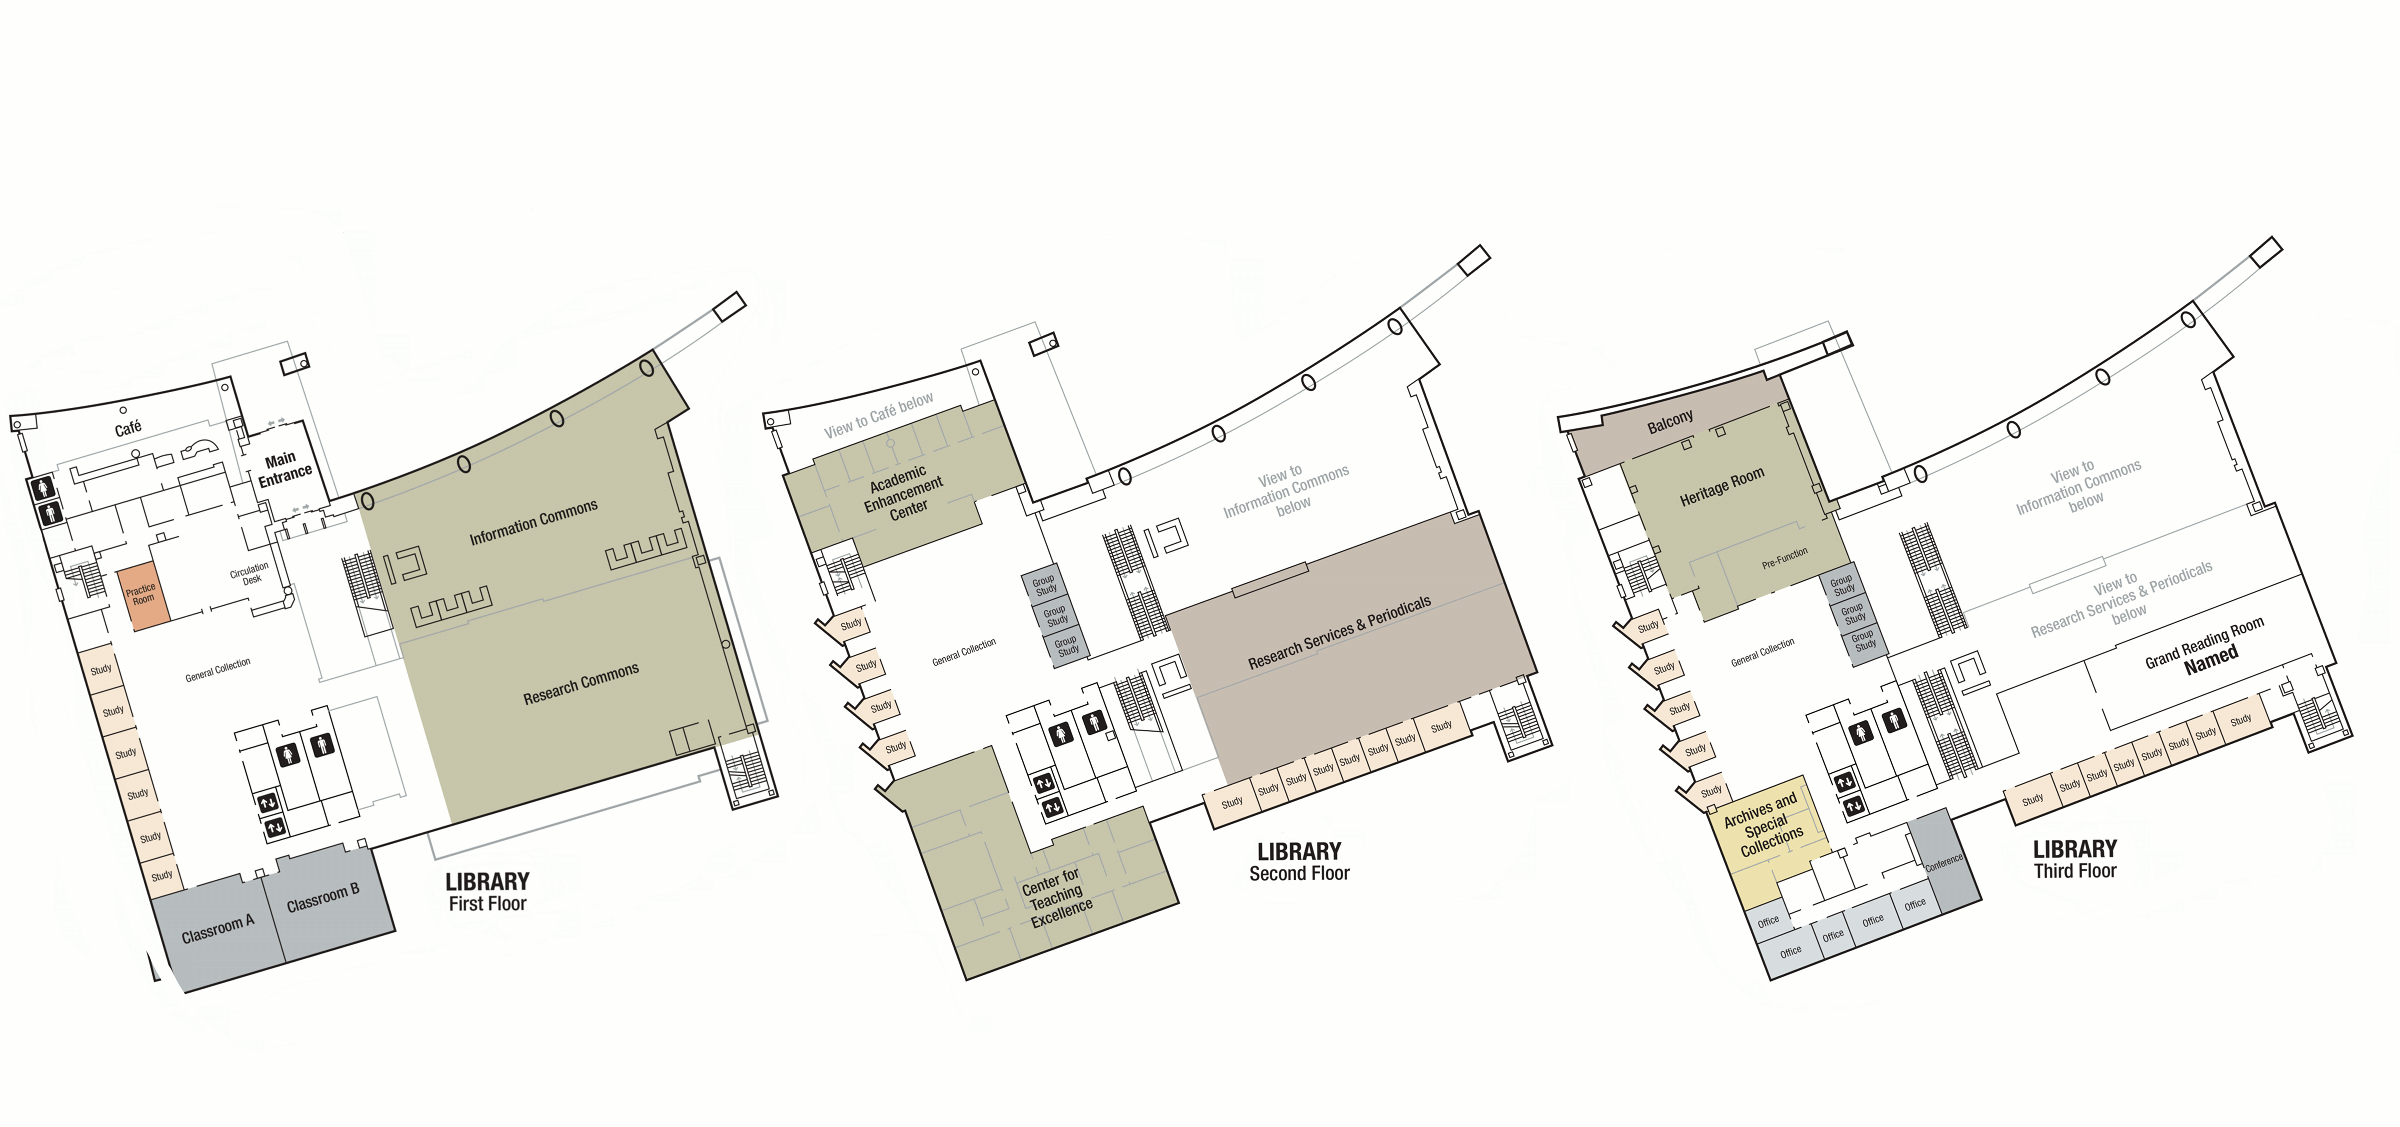 Café
Main
Entrance
Information Commons
Circulation
Desk
Practice
Room
General Collection
Research Commons
Study
Study
Study
Study
Study
Study
Classroom A
Classroom B
LIBRARY
First Floor
View to Café below
Academic
Enhancement
Center
View to
Information Commons
below
Group
Study
Group
Study
Group
Study
General Collection
Research Services & Periodicals
Study
Study
Study
Study
Study
Study
Study
Study
Study
Study
Study
Center for
Teaching
Excellence
LIBRARY
Second Floor
Balcony
Heritage Room
Pre-Function
View to
Information Commons
below
View to
Research Services & Periodicals
below
Group
Study
Group
Study
Group
Study
General Collection
Grand Reading Room
Named
Study
Study
Study
Study
Study
Study
Study
Study
Study
Study
Study
Study
Archives and
Special
Collections
Conference
Office
Office
Office
Office
Office
LIBRARY
Third Floor